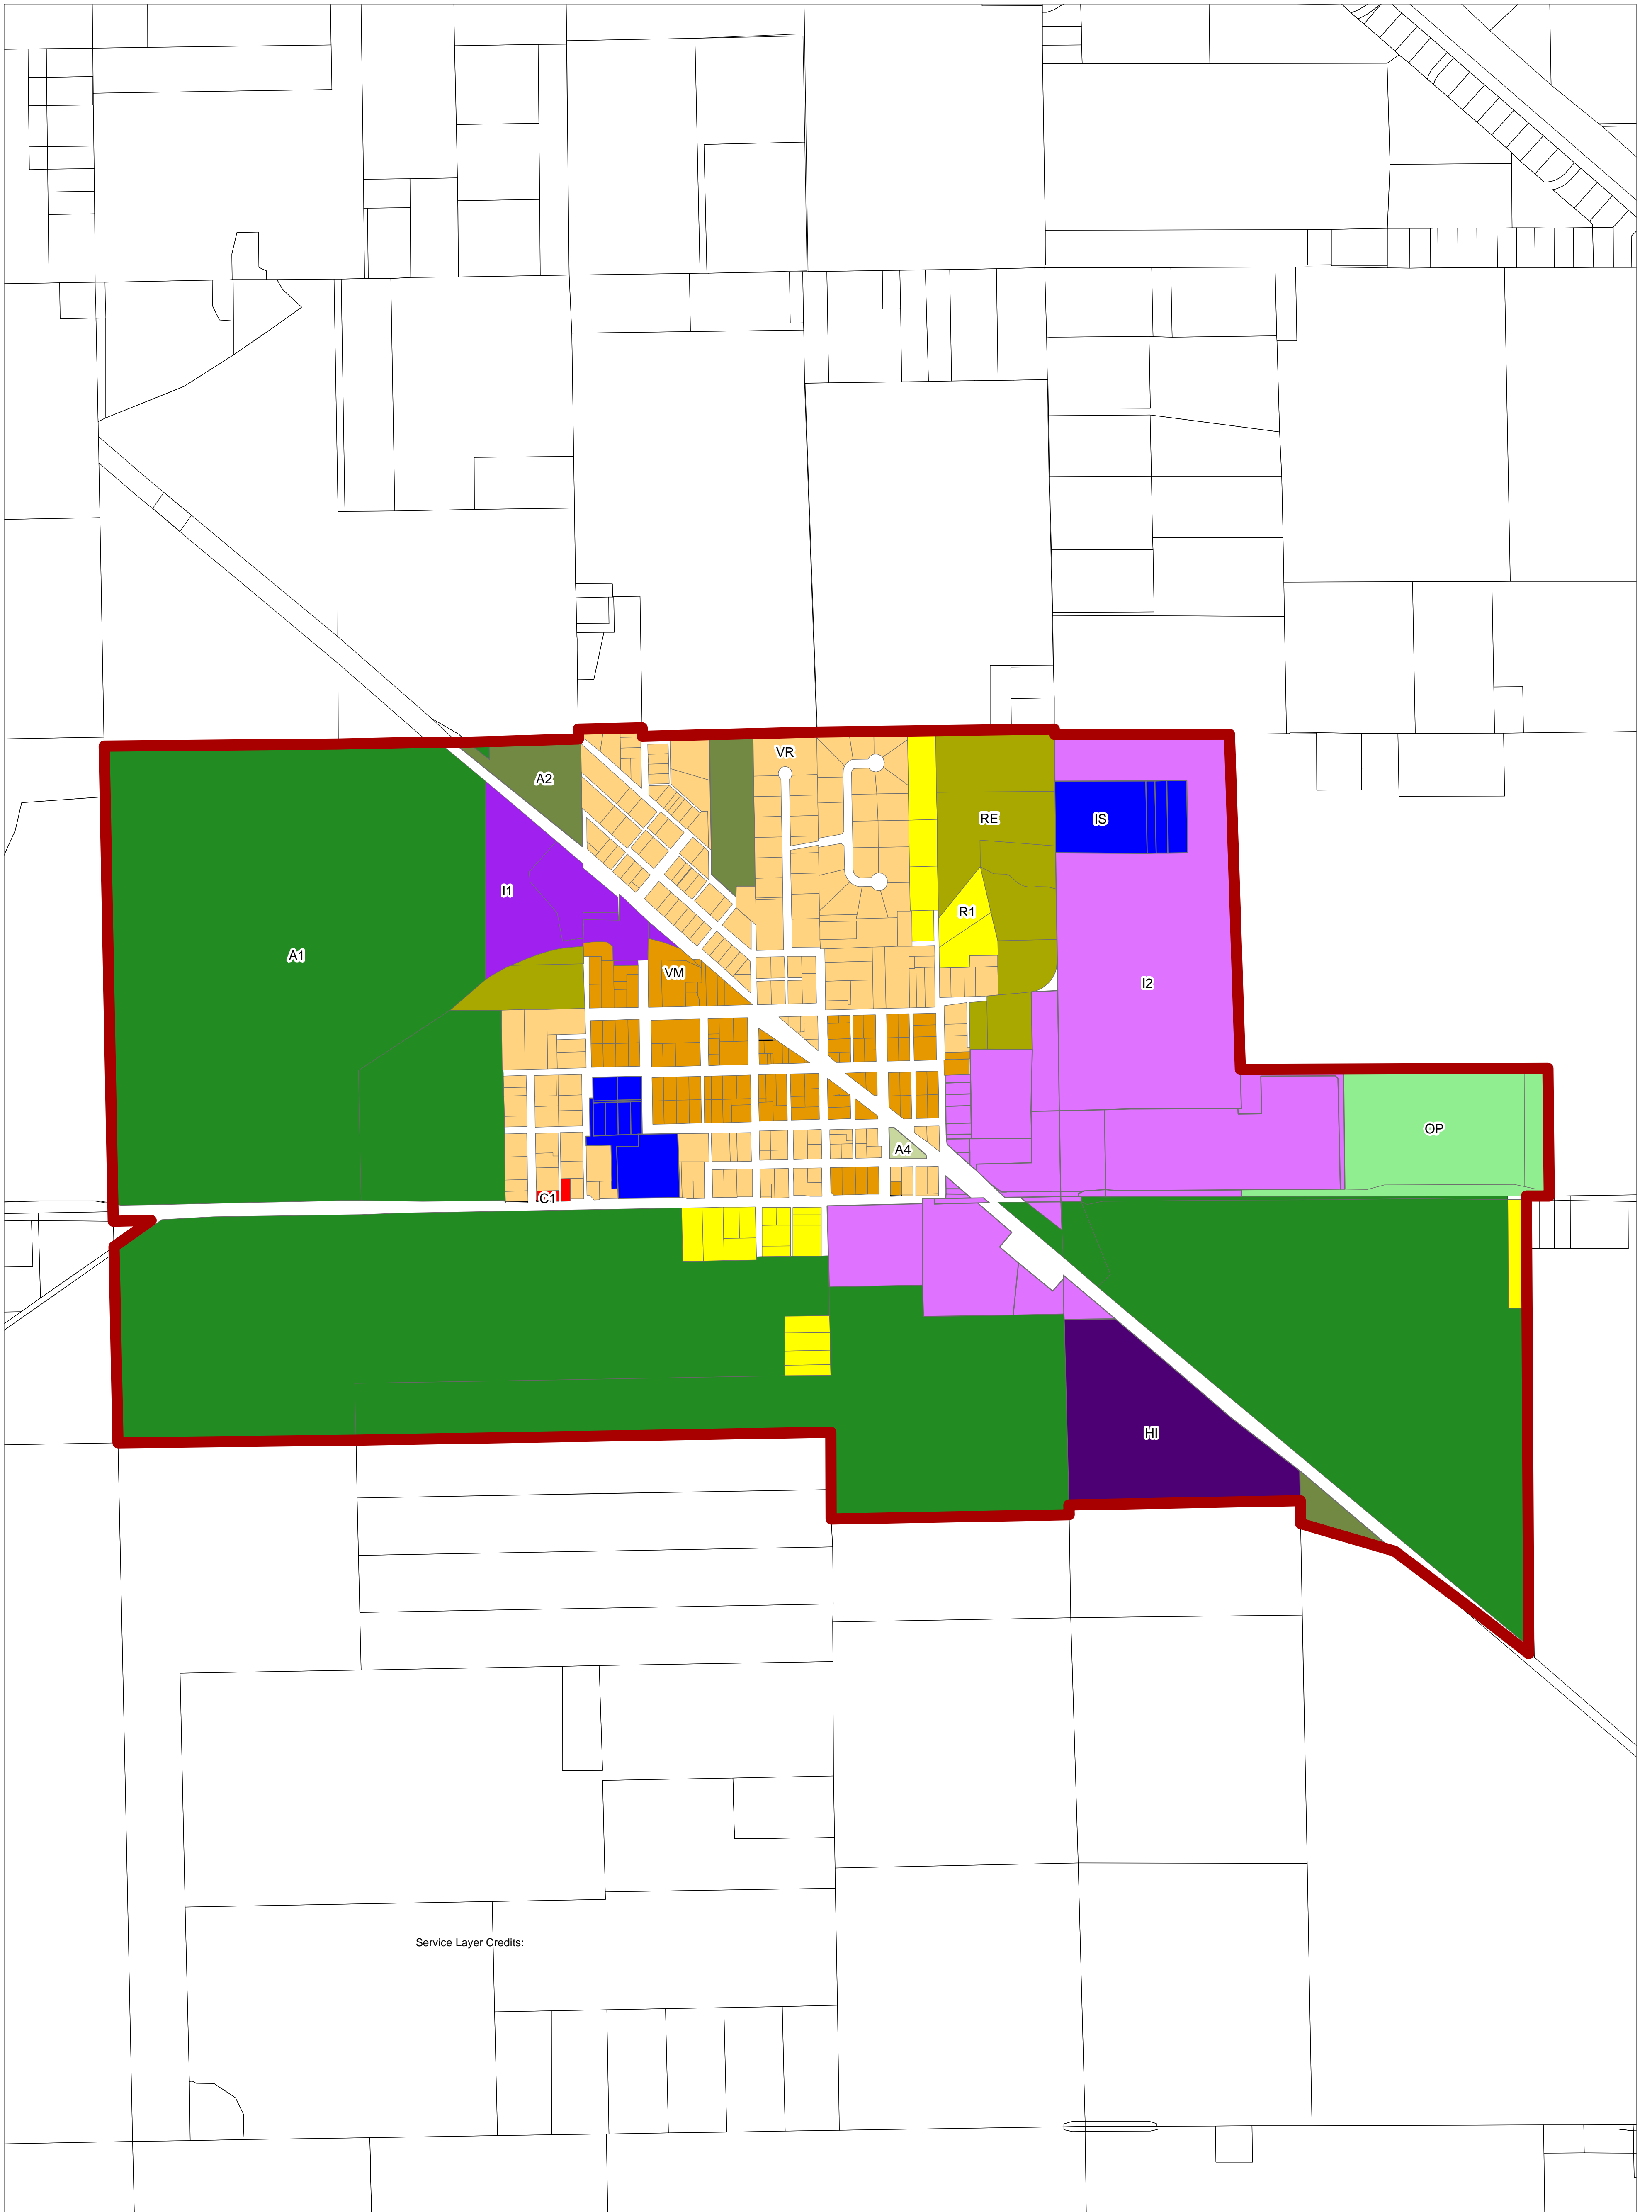 VR
A2
RE
IS
I1
R1
A1
VM
I2
OP
A4
C1
HI
Service Layer Credits: